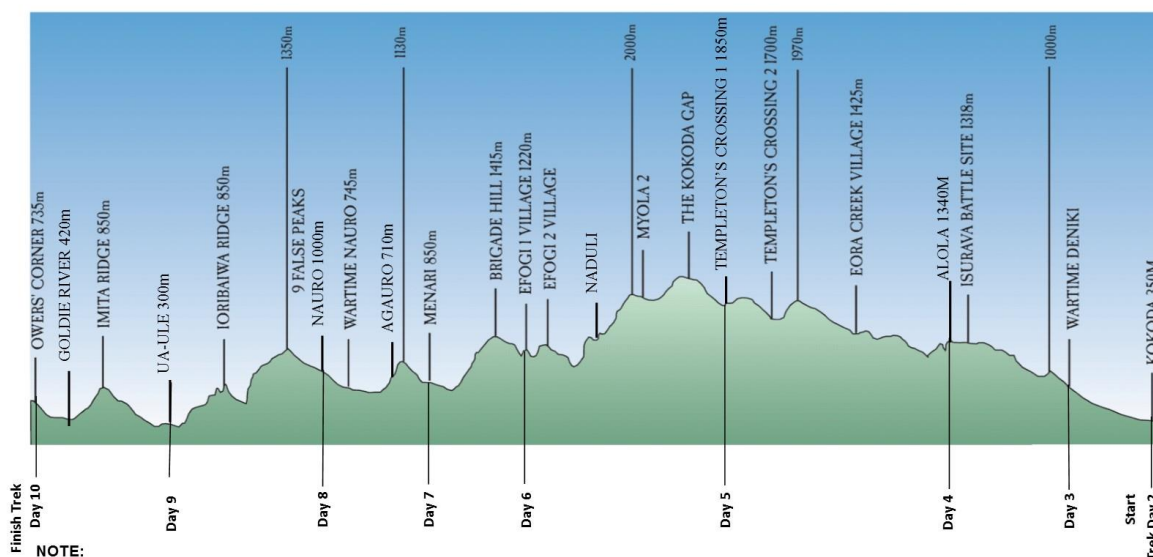 OWERS' CORNER 735m
GOLDIE RIVER 420m
IMITA RIDGE 850m
UA-ULE 300m
IORIBAIWA RIDGE 850m
1350m
9 FALSE PEAKS
NAURO 1000m
WARTIME NAURO 745m
AGAURO 710m
1130m
MENARI 850m
BRIGADE HILL 1415m
EFOGI 1 VILLAGE 1220m
EFOGI 2 VILLAGE
NADULI
2000m
MYOLA 2
THE KOKODA GAP
TEMPLETON'S CROSSING 1 1850m
TEMPLETON'S CROSSING 2 1700m
1970m
EORA CREEK VILLAGE 1425m
ALOLA 1340M
ISURAVA BATTLE SITE 1318m
1000m
WARTIME DENIKI
KOKODA
Finish Trek
Day 10
Day 9
Day 8
Day 7
Day 6
Day 5
Day 4
Day 3
Start
Trek Day 2
NOTE: